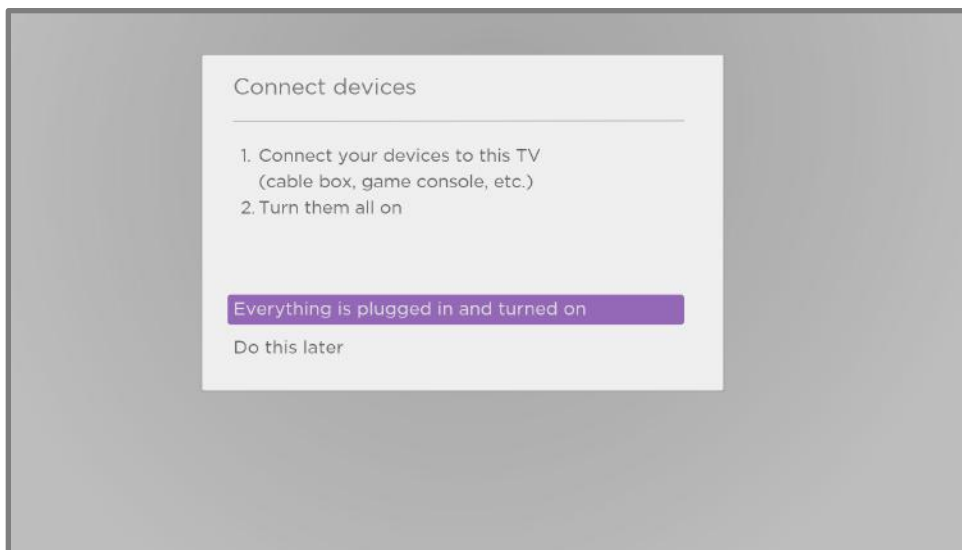 Connect devices
1. Connect your devices to this TV
(cable box, game console, etc.)
2. Turn them all on
Everything is plugged in and turned on
Do this later